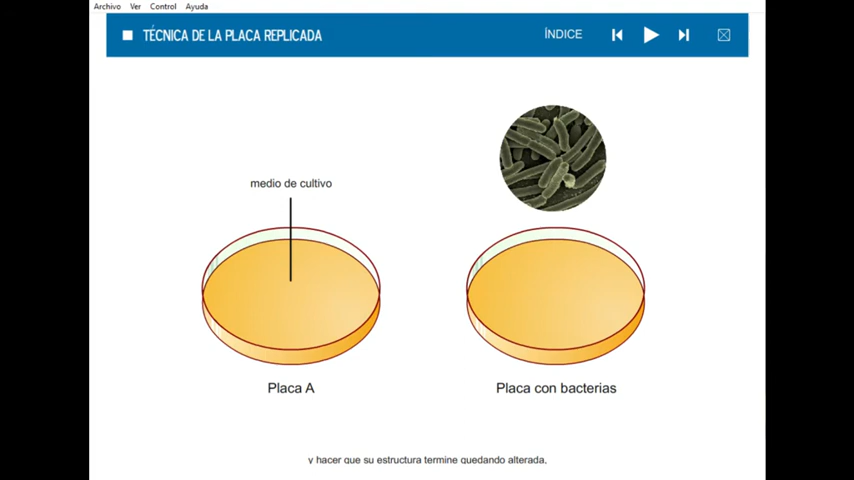 Archivo Ver Control Ayuda
TÉCNICA DE LA PLACA REPLICADA
ÍNDICE
medio de cultivo
Placa A
Placa con bacterias
y hacer que su estructura termine quedando alterada.